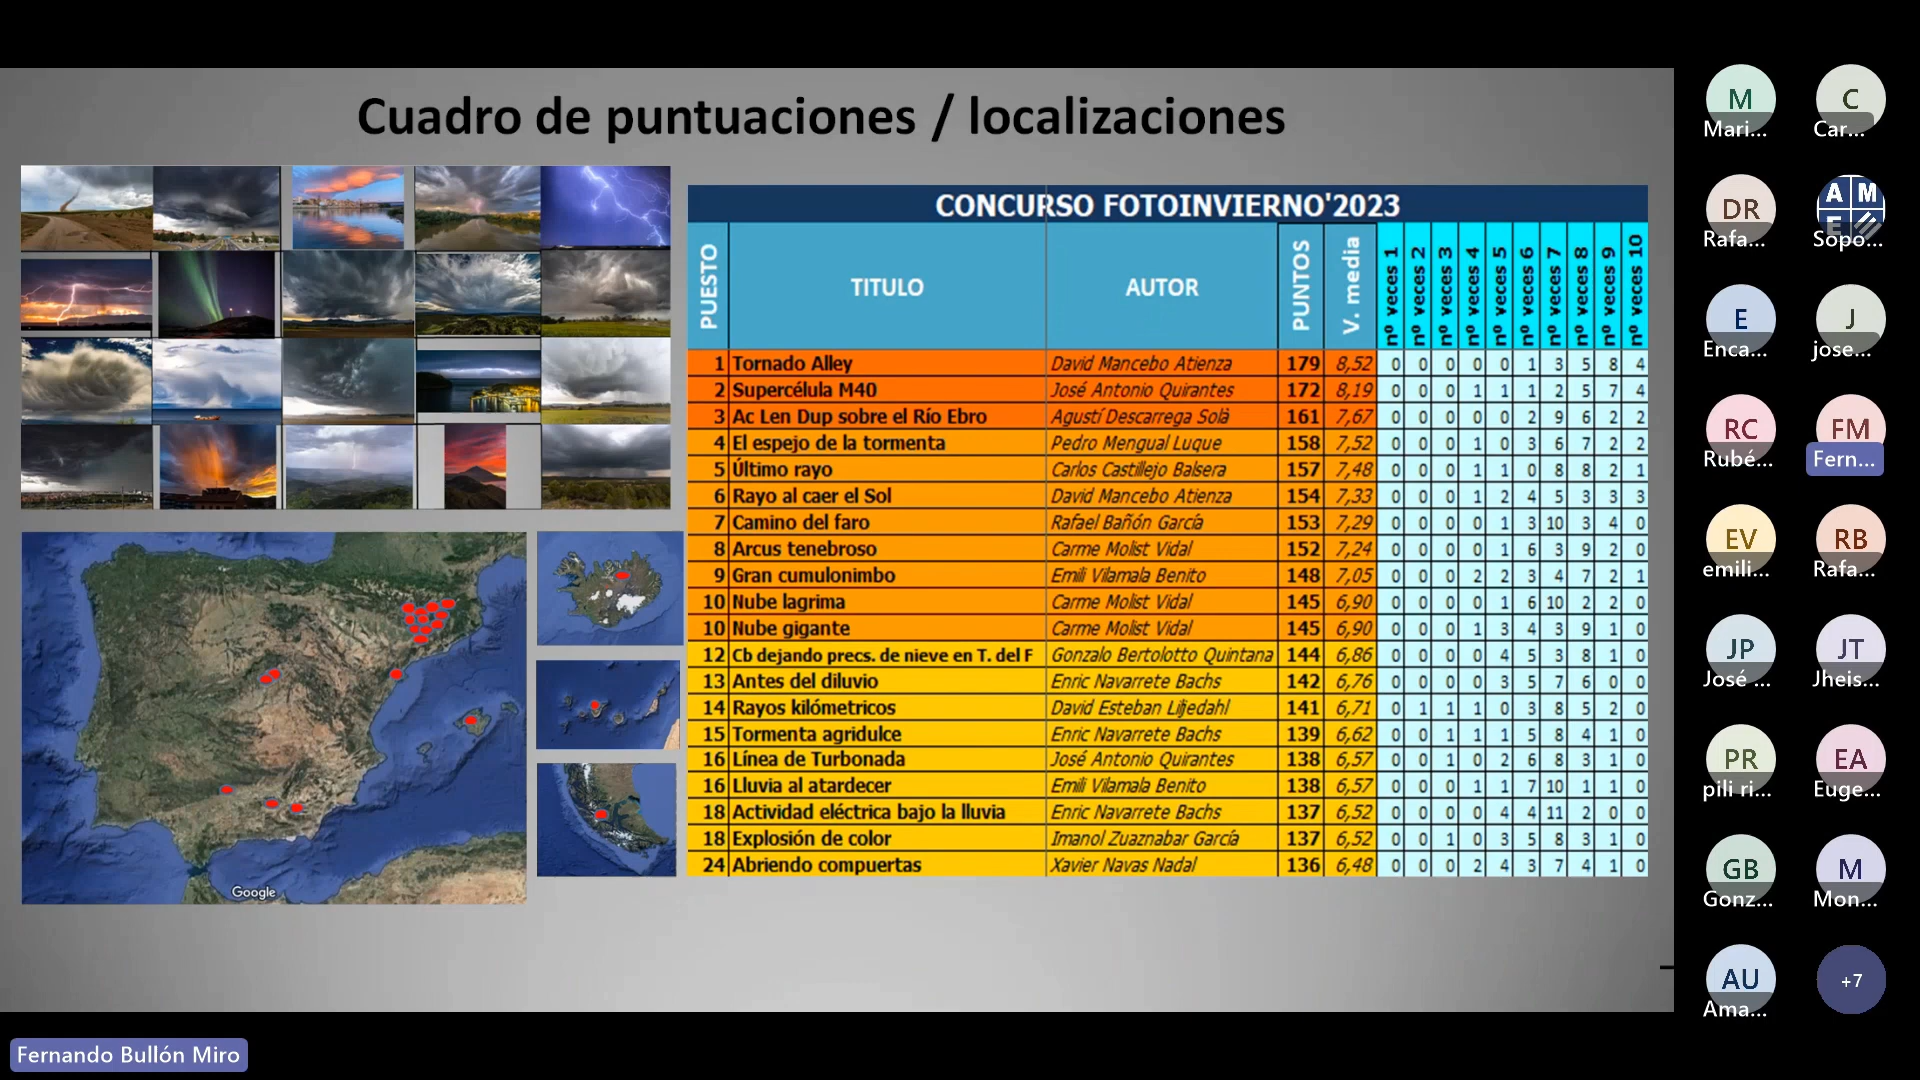 Cuadro de puntuaciones / localizaciones
CONCURSO FOTOINVIERNO'2023
PUESTO TITULO AUTOR PUNTOS V. media nº veces 1 nº veces 2 nº veces 3 nº veces 4 nº veces 5 nº veces 6 nº veces 7 nº veces 8 nº veces 9 nº veces 10
1 Tornado Alley David Mancebo Atienza 179 8,52 0 0 0 0 0 1 3 5 8 4
2 Supercélula M40 José Antonio Quirantes 172 8,19 0 0 0 1 1 1 2 5 7 4
3 Ac Len Dup sobre el Río Ebro Agustí Descarrega Solà 161 7,67 0 0 0 0 0 2 9 6 2 2
4 El espejo de la tormenta Pedro Mengual Luque 158 7,52 0 0 0 1 0 3 6 7 2 2
5 Último rayo Carlos Castillejo Balsera 157 7,48 0 0 0 1 1 0 8 8 2 1
6 Rayo al caer el Sol David Mancebo Atienza 154 7,33 0 0 0 1 2 4 5 3 3 3
7 Camino del faro Rafael Bañón García 153 7,29 0 0 0 0 1 3 10 3 4 0
8 Arcus tenebroso Carme Molist Vidal 152 7,24 0 0 0 0 1 6 3 9 2 0
9 Gran cumulonimbo Emili Vilamala Benito 148 7,05 0 0 0 2 2 3 4 7 2 1
10 Nube lagrima Carme Molist Vidal 145 6,90 0 0 0 0 1 6 10 2 2 0
10 Nube gigante Carme Molist Vidal 145 6,90 0 0 0 1 3 4 3 9 1 0
12 Cb dejando precs. de nieve en T. del F Gonzalo Bertolotto Quintana 144 6,86 0 0 0 0 4 5 3 8 1 0
13 Antes del diluvio Enric Navarrete Bachs 142 6,76 0 0 0 0 3 5 7 6 0 0
14 Rayos kilómetricos David Esteban Liljedahl 141 6,71 0 1 1 1 0 3 8 5 2 0
15 Tormenta agridulce Enric Navarrete Bachs 139 6,62 0 0 1 1 1 5 8 4 1 0
16 Línea de Turbonada José Antonio Quirantes 138 6,57 0 0 1 0 2 6 8 3 1 0
16 Lluvia al atardecer Emili Vilamala Benito 138 6,57 0 0 0 1 1 7 10 1 1 0
18 Actividad eléctrica bajo la lluvia Enric Navarrete Bachs 137 6,52 0 0 0 0 4 4 11 2 0 0
18 Explosión de color Imanol Zuaznabar García 137 6,52 0 0 1 0 3 5 8 3 1 0
24 Abriendo compuertas Xavier Navas Nadal 136 6,48 0 0 0 2 4 3 7 4 1 0
Google
M C
Mari... Car...
DR A M E
Rafa... Sopo...
E J
Enca... jose...
RC FM
Rubé... Fern...
EV RB
emili... Rafa...
JP JT
José ... Jheis...
PR EA
pili ri... Euge...
GB M
Gonz... Mon...
AU +7
Ama...
Fernando Bullón Miro